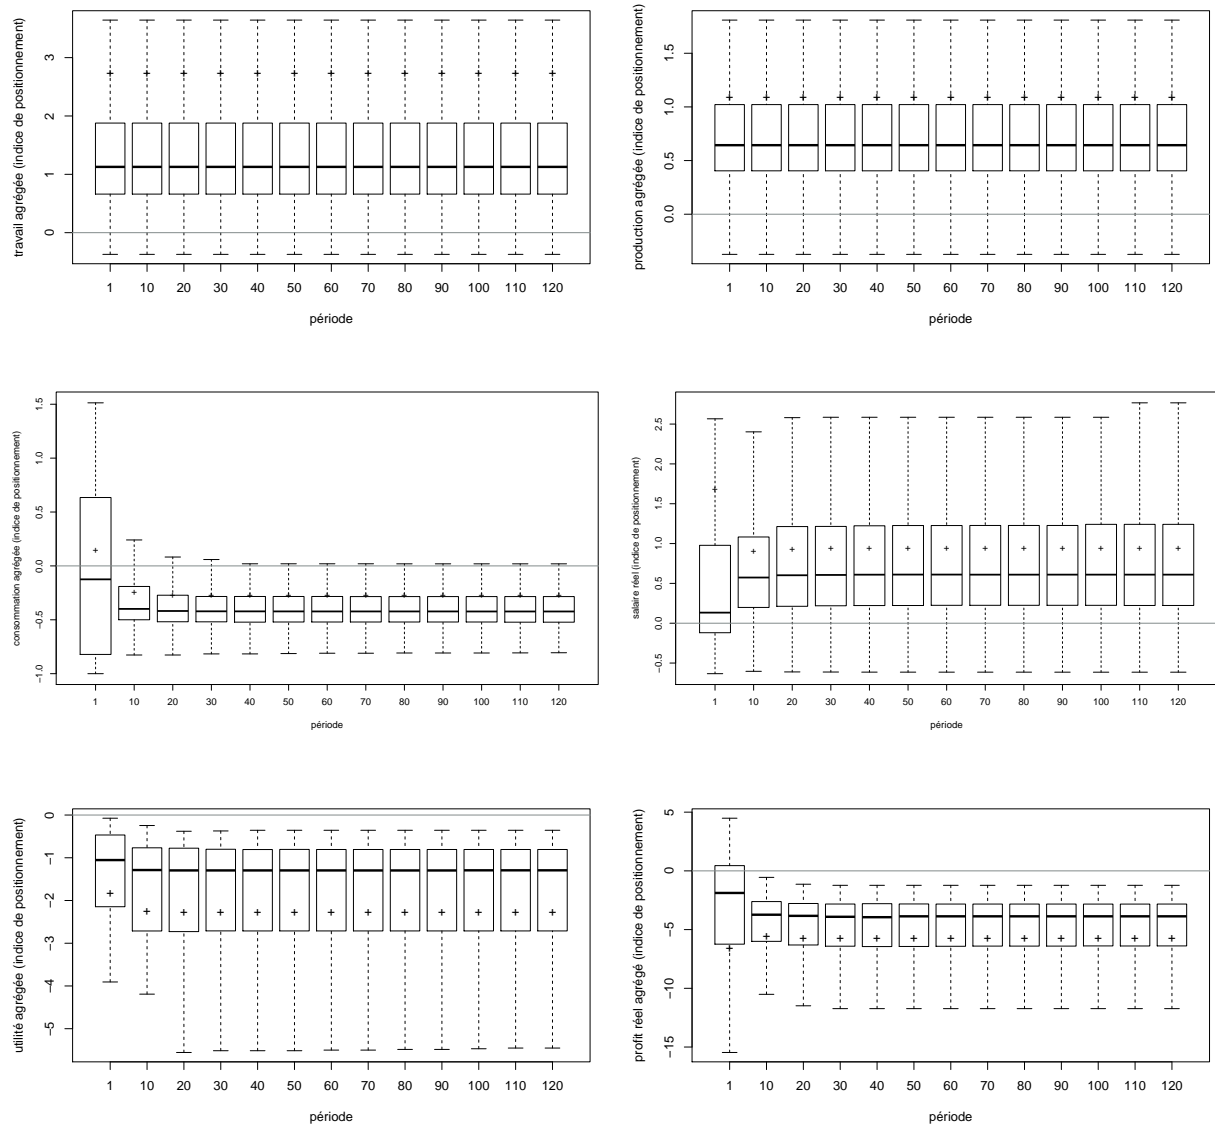 travail agrégée (indice de positionnement)
3
2
1
0
1 10 20 30 40 50 60 70 80 90 100 110 120
période
production agrégée (indice de positionnement)
1.5
1.0
0.5
0.0
1 10 20 30 40 50 60 70 80 90 100 110 120
période
consommation agrégée (indice de positionnement)
1.5
1.0
0.5
0.0
−0.5
−1.0
1 10 20 30 40 50 60 70 80 90 100 110 120
période
salaire réel (indice de positionnement)
2.5
2.0
1.5
1.0
0.5
0.0
−0.5
1 10 20 30 40 50 60 70 80 90 100 110 120
période
utilité agrégée (indice de positionnement)
0
−1
−2
−3
−4
−5
1 10 20 30 40 50 60 70 80 90 100 110 120
période
profit réel agrégé (indice de positionnement)
5
0
−5
−10
−15
1 10 20 30 40 50 60 70 80 90 100 110 120
période